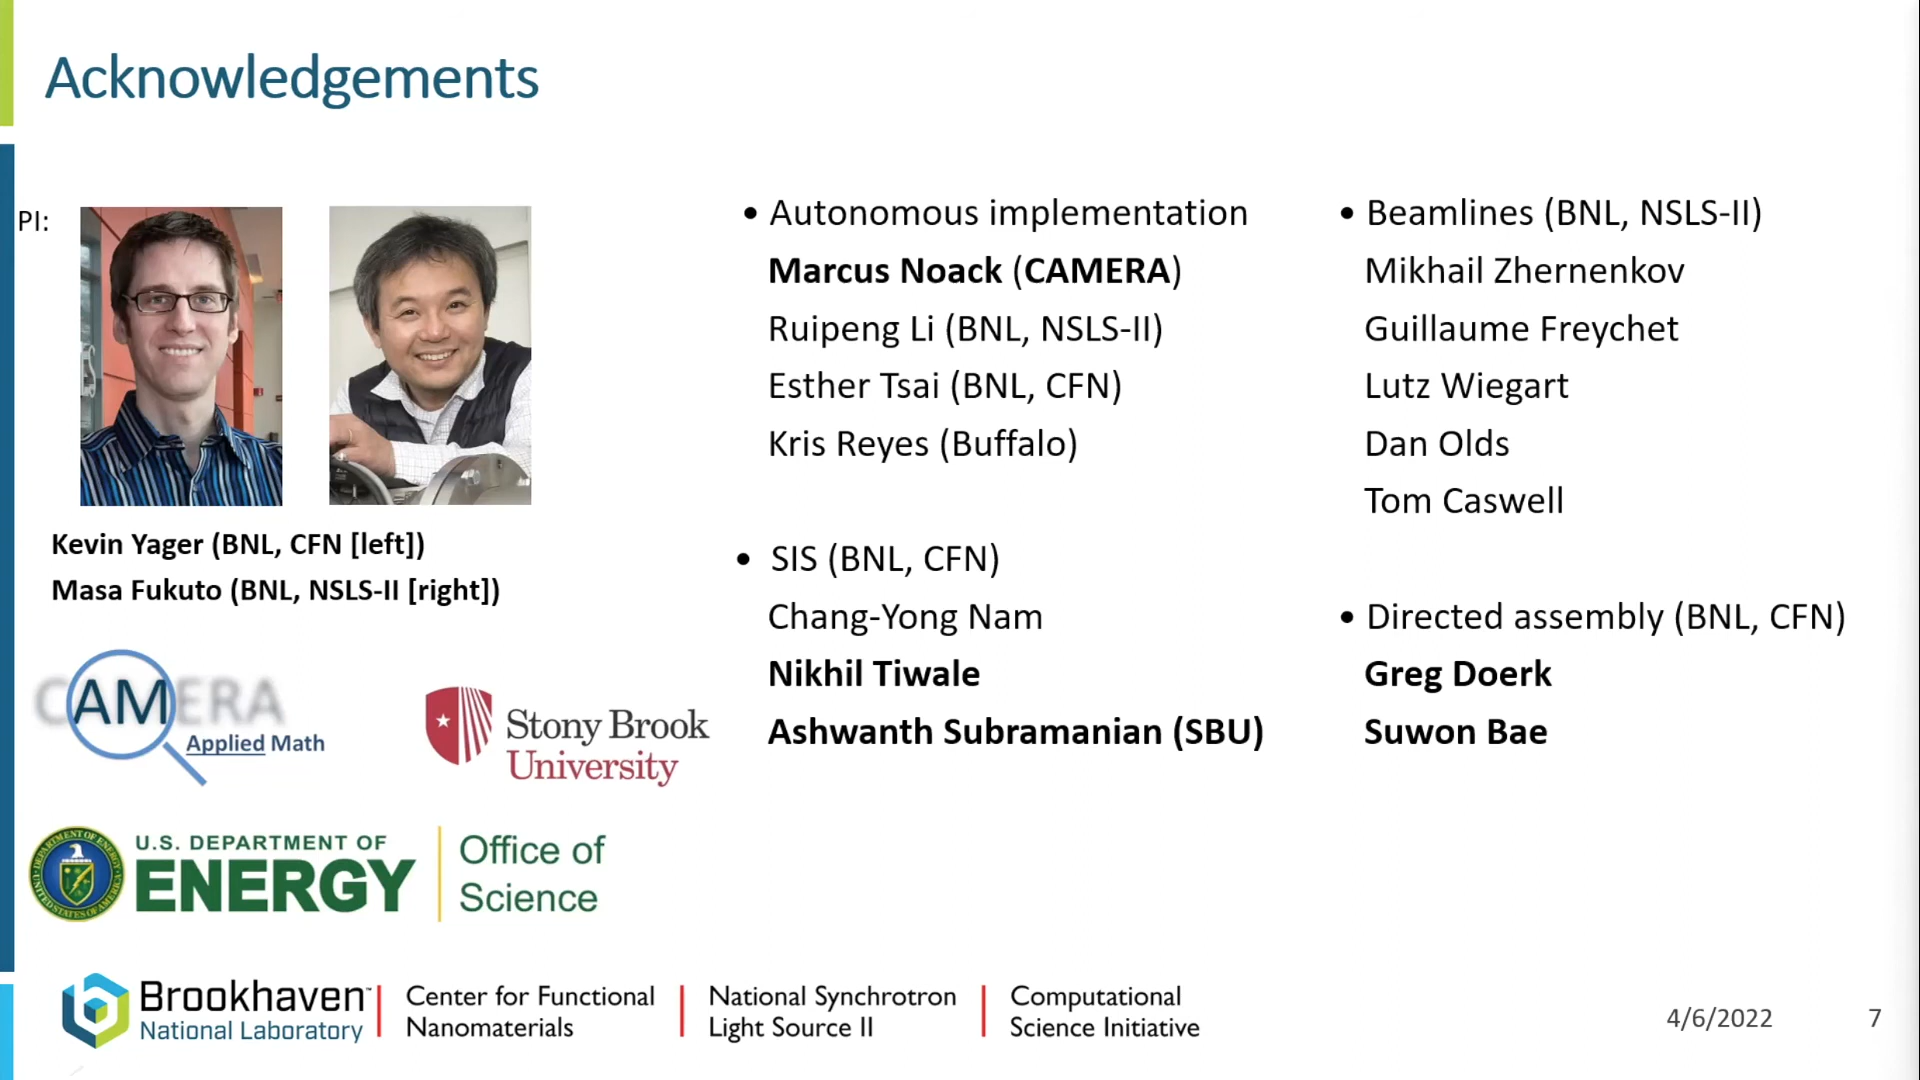 Acknowledgements
PI:
Kevin Yager (BNL, CFN [left])
Masa Fukuto (BNL, NSLS-II [right])
CAMERA
Applied Math
Stony Brook
University
U.S. DEPARTMENT OF
ENERGY
Office of
Science
• Autonomous implementation
Marcus Noack (CAMERA)
Ruipeng Li (BNL, NSLS-II)
Esther Tsai (BNL, CFN)
Kris Reyes (Buffalo)
• SIS (BNL, CFN)
Chang-Yong Nam
Nikhil Tiwale
Ashwanth Subramanian (SBU)
• Beamlines (BNL, NSLS-II)
Mikhail Zhernenkov
Guillaume Freychet
Lutz Wiegart
Dan Olds
Tom Caswell
• Directed assembly (BNL, CFN)
Greg Doerk
Suwon Bae
Brookhaven™
National Laboratory
Center for Functional
Nanomaterials
National Synchrotron
Light Source II
Computational
Science Initiative
4/6/2022
7